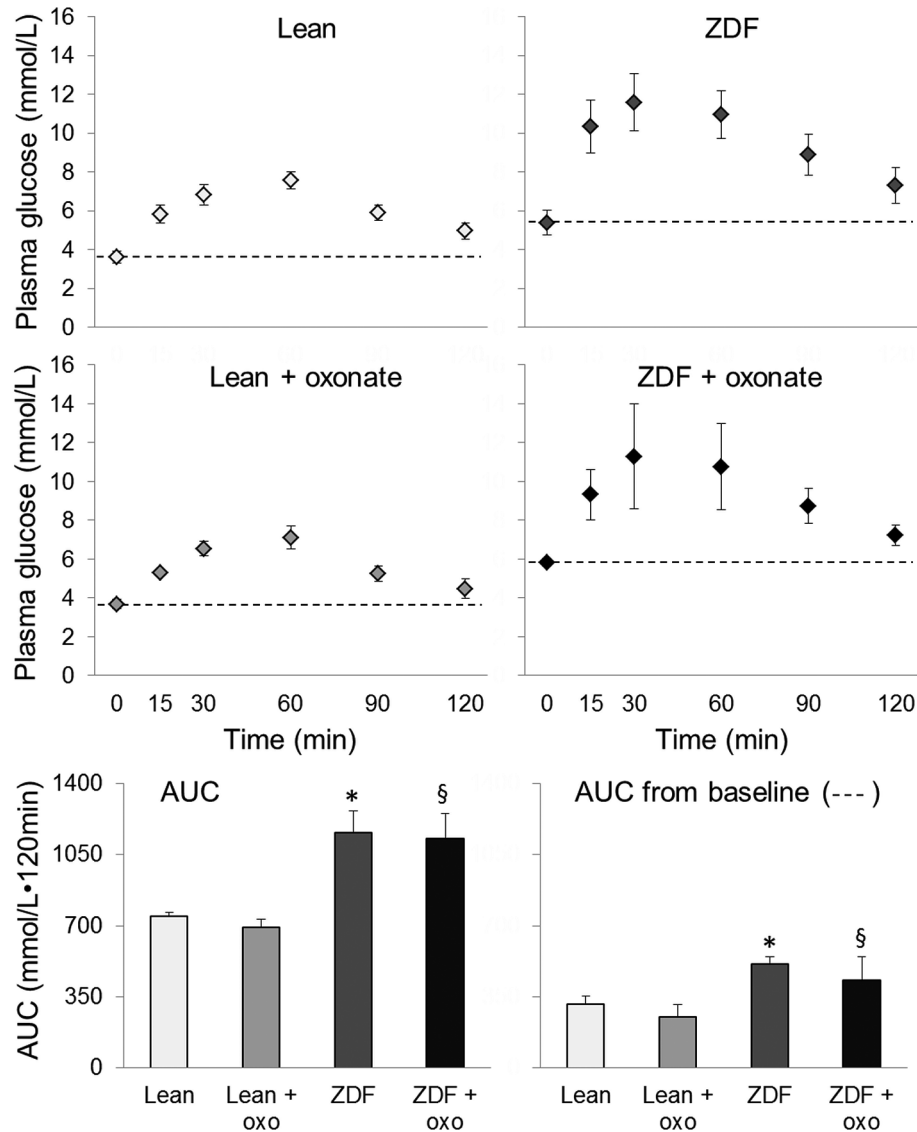 Lean
ZDF
Plasma glucose (mmol/L)
16
14
12
10
8
6
4
2
0
Lean + oxonate
ZDF + oxonate
Plasma glucose (mmol/L)
16
14
12
10
8
6
4
2
0
0 15 30 60 90 120
0 15 30 60 90 120
Time (min)
Time (min)
AUC
AUC from baseline (---)
AUC (mmol/L•120min)
1400
1050
700
350
0
* §
* §
Lean Lean + oxo ZDF ZDF + oxo
Lean Lean + oxo ZDF ZDF + oxo